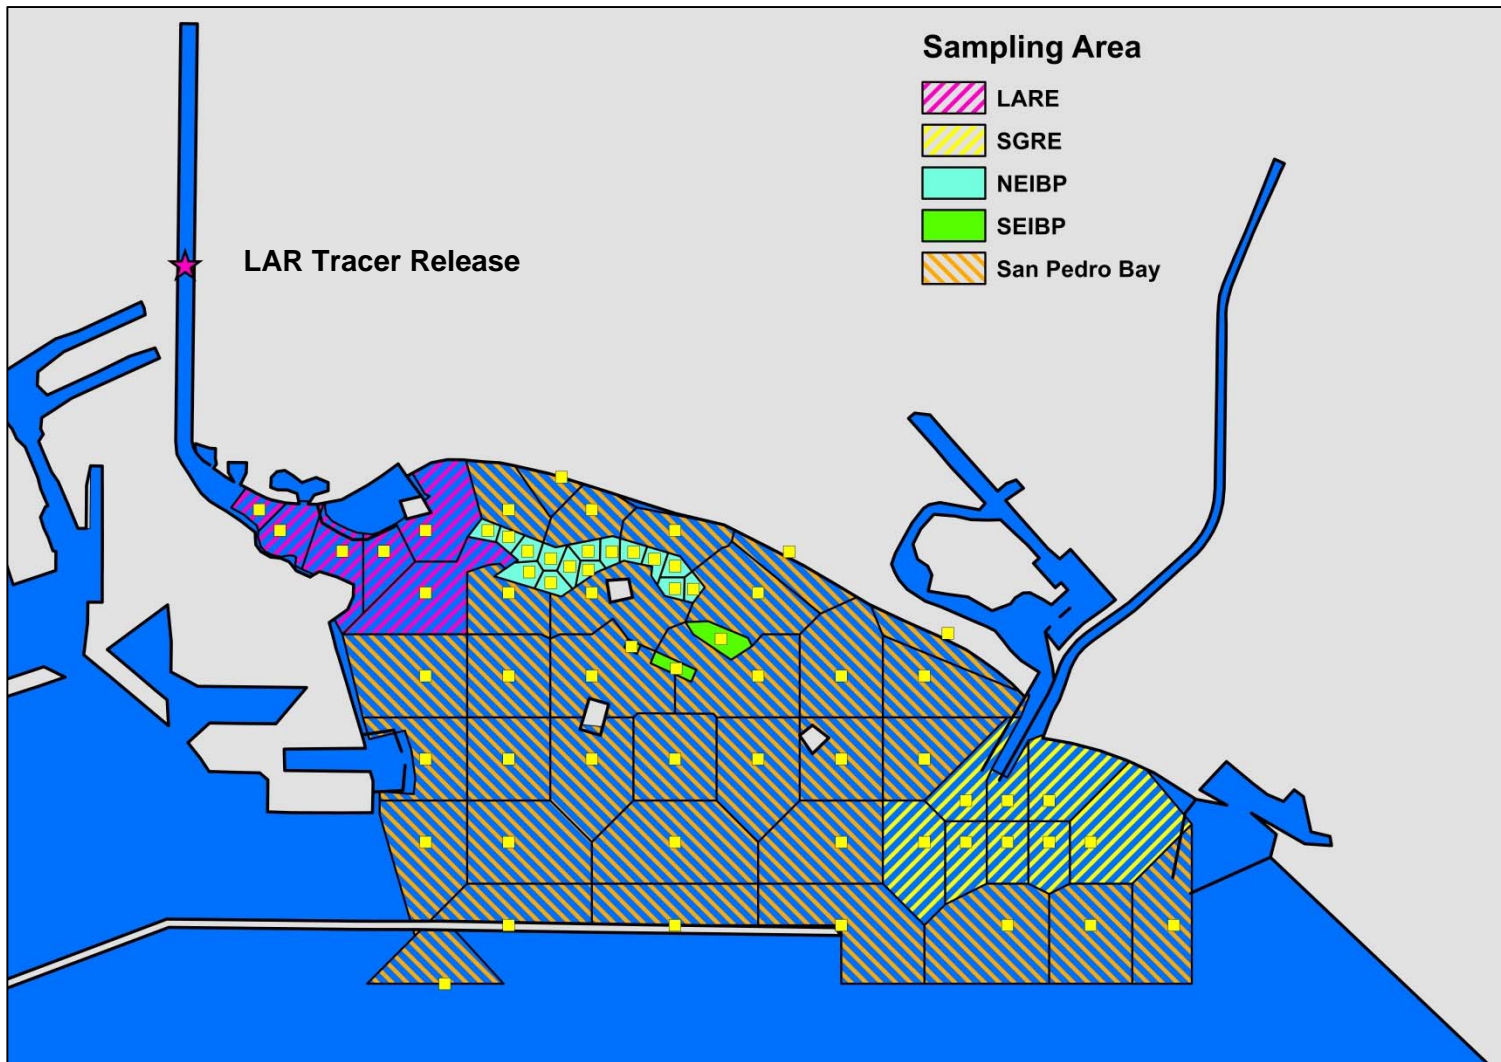 Sampling Area
LARE
SGRE
NEIBP
SEIBP
San Pedro Bay
LAR Tracer Release